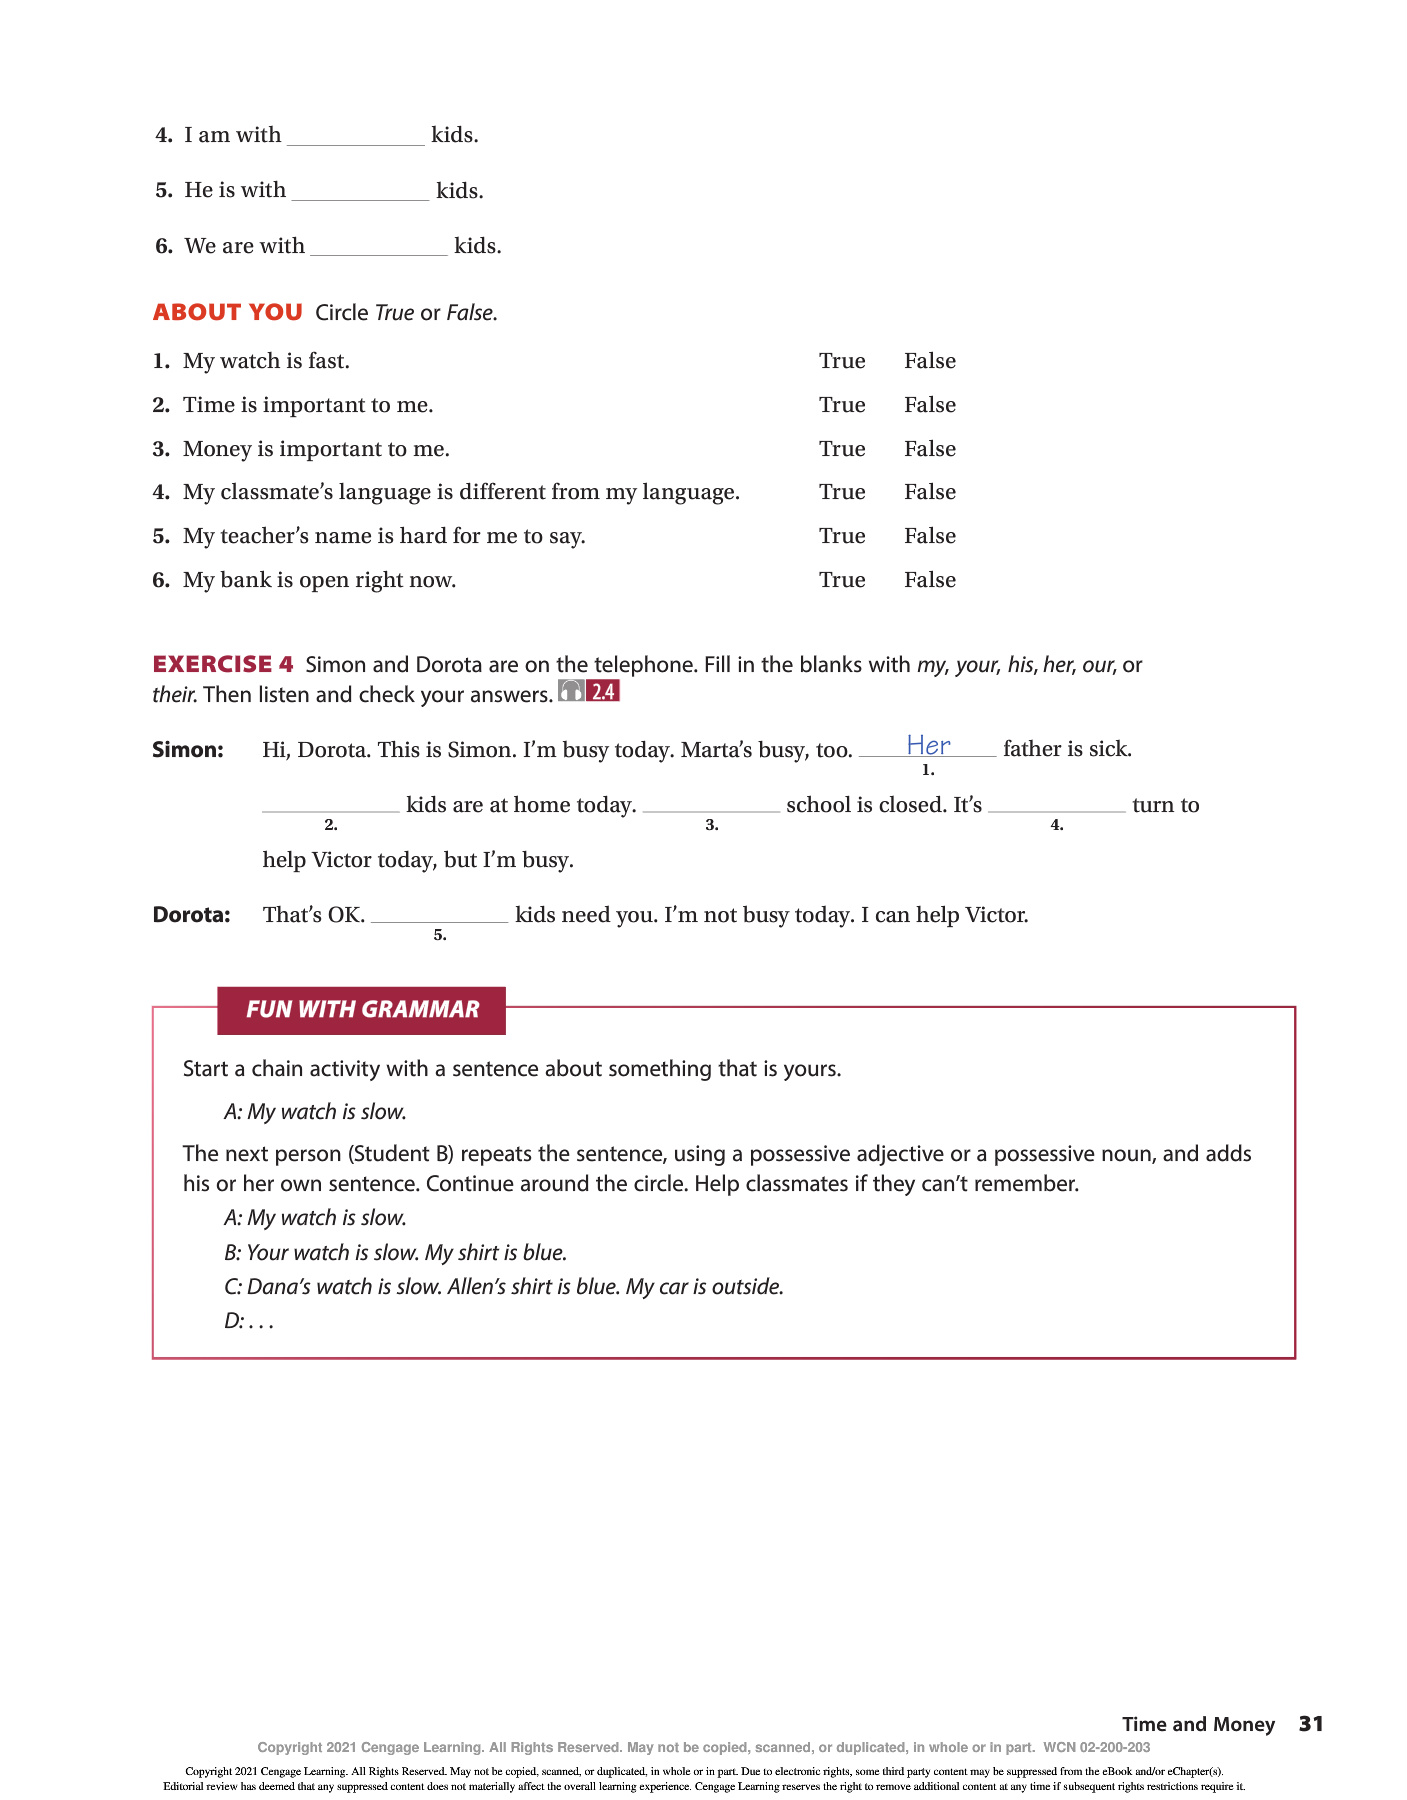 4. I am with ____________ kids.
5. He is with ____________ kids.
6. We are with ____________ kids.
ABOUT YOU Circle True or False.
1. My watch is fast. True False
2. Time is important to me. True False
3. Money is important to me. True False
4. My classmate’s language is different from my language. True False
5. My teacher’s name is hard for me to say. True False
6. My bank is open right now. True False
EXERCISE 4 Simon and Dorota are on the telephone. Fill in the blanks with my, your, his, her, our, or
their. Then listen and check your answers. 2.4
Simon: Hi, Dorota. This is Simon. I’m busy today. Marta’s busy, too. Her father is sick.
1.
____________ kids are at home today. ____________ school is closed. It’s ____________ turn to
2. 3. 4.
help Victor today, but I’m busy.
Dorota: That’s OK. ____________ kids need you. I’m not busy today. I can help Victor.
5.
FUN WITH GRAMMAR
Start a chain activity with a sentence about something that is yours.
A: My watch is slow.
The next person (Student B) repeats the sentence, using a possessive adjective or a possessive noun, and adds
his or her own sentence. Continue around the circle. Help classmates if they can’t remember.
A: My watch is slow.
B: Your watch is slow. My shirt is blue.
C: Dana’s watch is slow. Allen’s shirt is blue. My car is outside.
D: . . .
Time and Money 31
Copyright 2021 Cengage Learning. All Rights Reserved. May not be copied, scanned, or duplicated, in whole or in part. WCN 02-200-203
Copyright 2021 Cengage Learning. All Rights Reserved. May not be copied, scanned, or duplicated, in whole or in part. Due to electronic rights, some third party content may be suppressed from the eBook and/or eChapter(s).
Editorial review has deemed that any suppressed content does not materially affect the overall learning experience. Cengage Learning reserves the right to remove additional content at any time if subsequent rights restrictions require it.